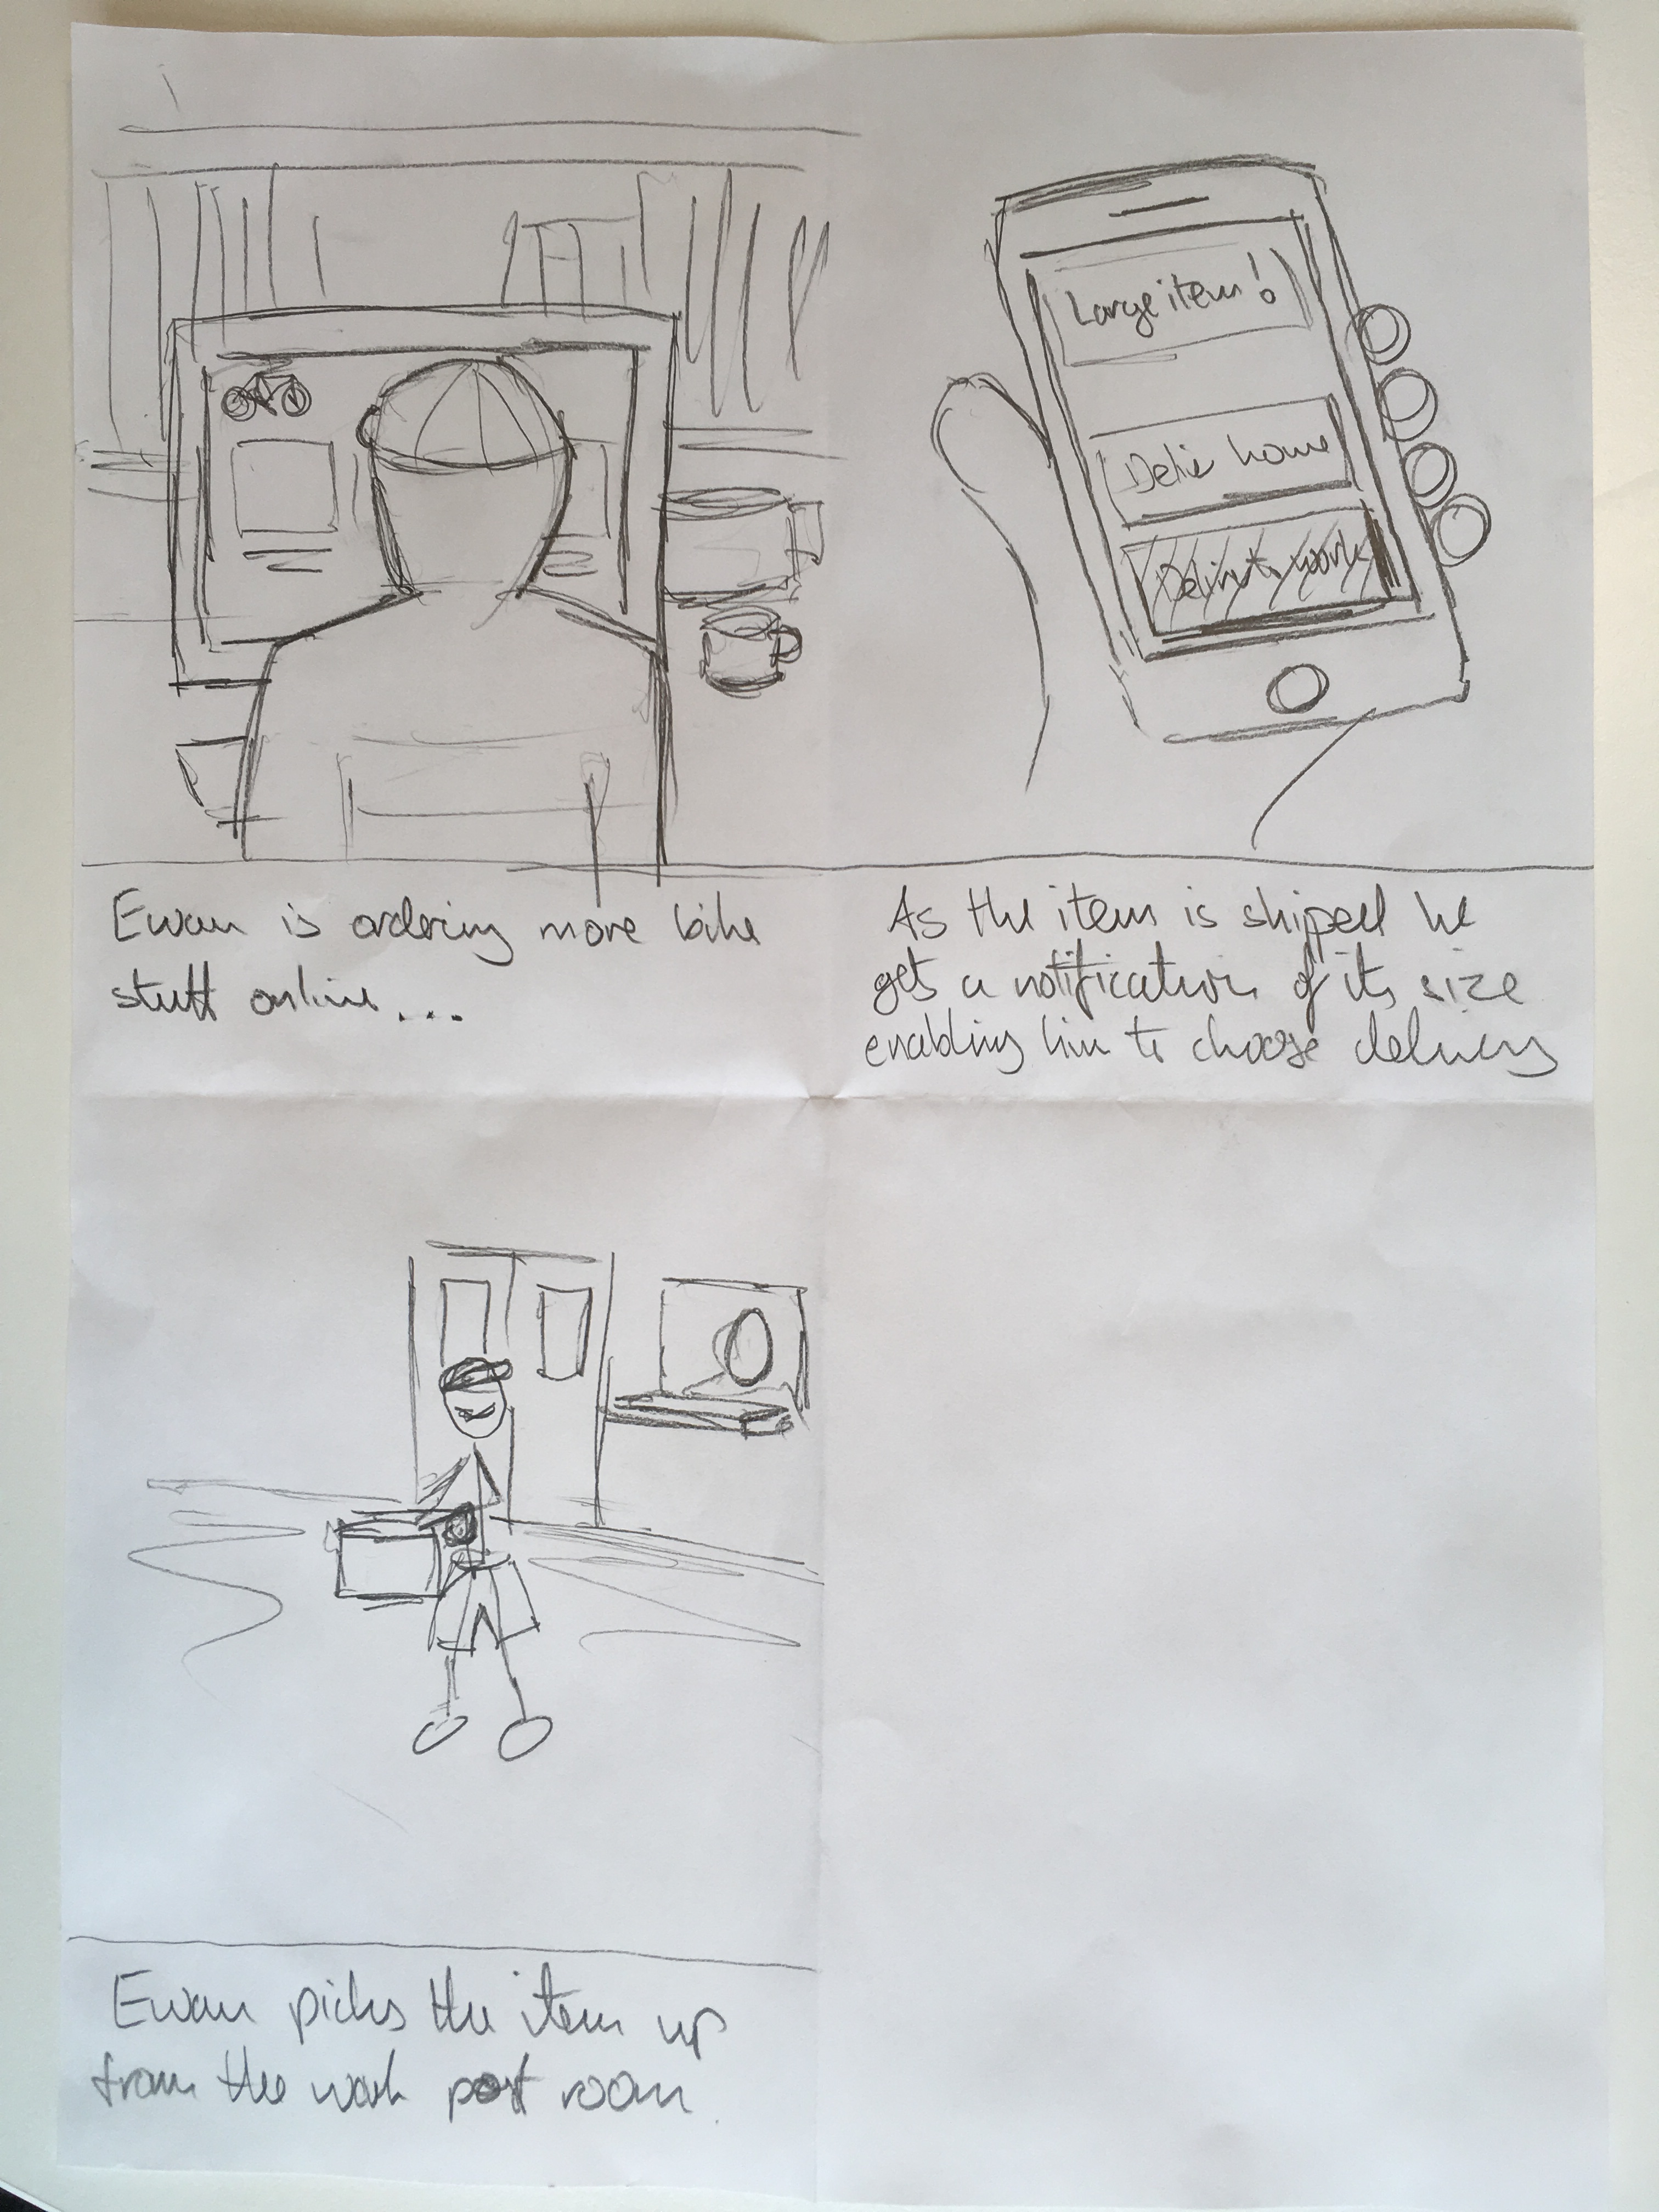 Large item!
Deliv home
Deliver to work
Ewan is ordering more bike
stuff online...
As the item is shipped he
gets a notification of its size
enabling him to choose delivery
Ewan picks the item up
from the work post room.